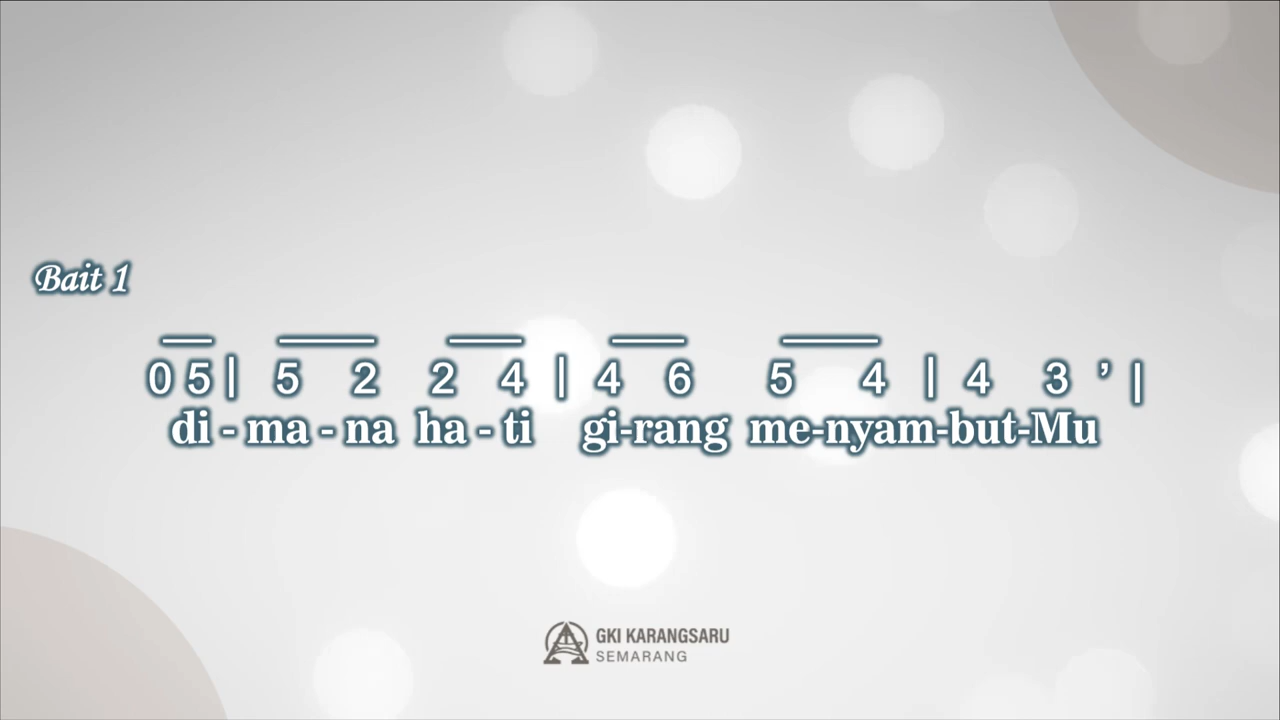 Bait 1
0 5 | 5 2 2 4 | 4 6 5 4 | 4 3 ’ |
di - ma - na ha - ti gi-rang me-nyam-but-Mu
GKI KARANGSARU
SEMARANG